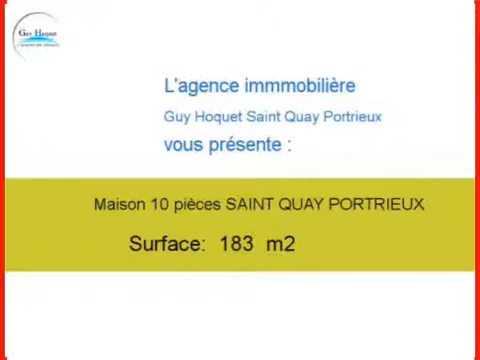 Guy Hoquet
L'agence immmobilière
Guy Hoquet Saint Quay Portrieux
vous présente :
Maison 10 pièces SAINT QUAY PORTRIEUX
Surface: 183 m2